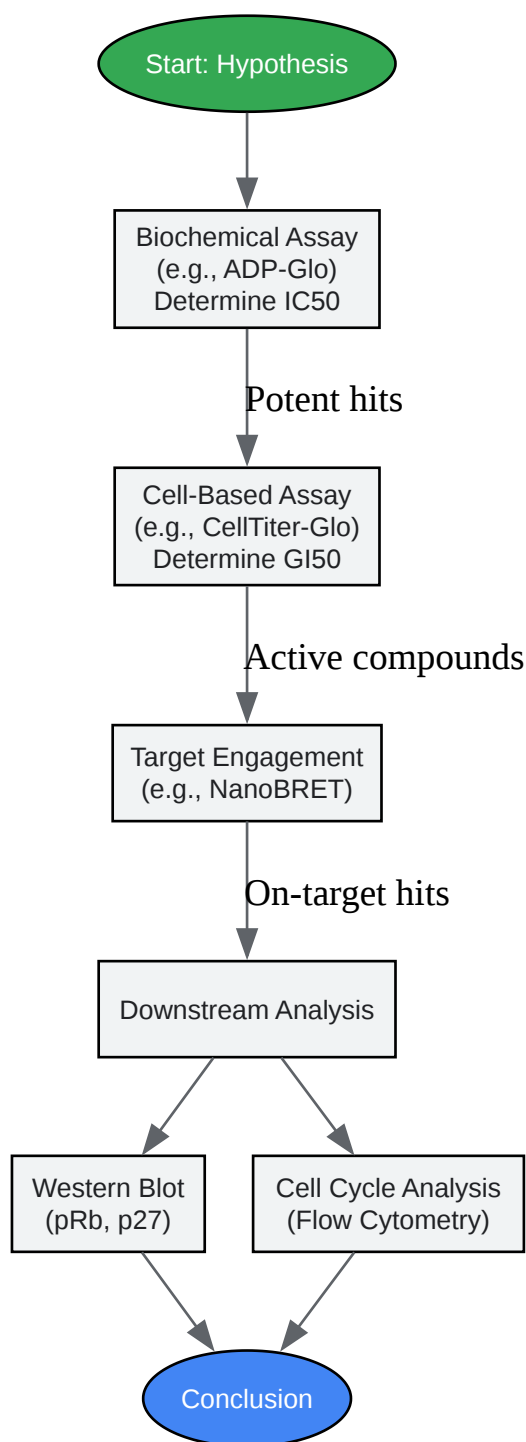 Start: Hypothesis
Biochemical Assay
(e.g., ADP-Glo)
Determine IC50
Potent hits
Cell-Based Assay
(e.g., CellTiter-Glo)
Determine GI50
Active compounds
Target Engagement
(e.g., NanoBRET)
On-target hits
Downstream Analysis
Western Blot
(pRb, p27)
Cell Cycle Analysis
(Flow Cytometry)
Conclusion